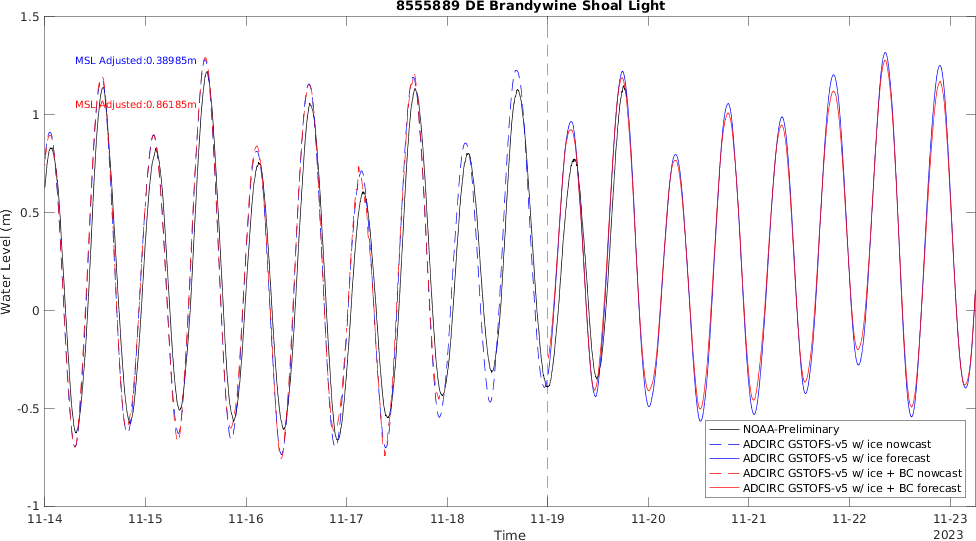 8555889 DE Brandywine Shoal Light
1.5
1
0.5
0
-0.5
-1
Water Level (m)
MSL Adjusted:0.38985m
MSL Adjusted:0.86185m
NOAA-Preliminary
ADCIRC GSTOFS-v5 w/ ice nowcast
ADCIRC GSTOFS-v5 w/ ice forecast
ADCIRC GSTOFS-v5 w/ ice + BC nowcast
ADCIRC GSTOFS-v5 w/ ice + BC forecast
11-14 11-15 11-16 11-17 11-18 11-19 11-20 11-21 11-22 11-23
2023
Time